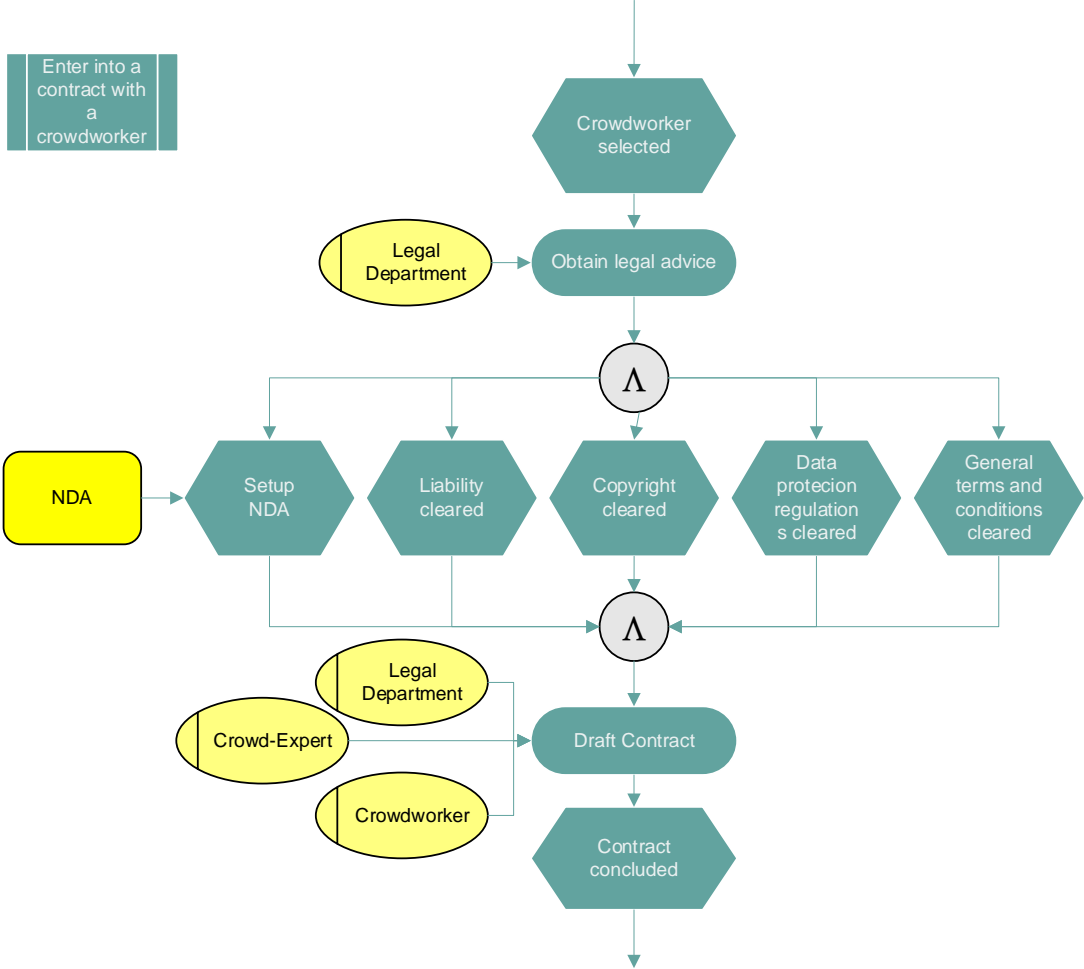 Enter into a
contract with
a
crowdworker
Crowdworker
selected
Legal
Department
Obtain legal advice
Λ
NDA
Setup
NDA
Liability
cleared
Copyright
cleared
Data
protecion
regulation
s cleared
General
terms and
conditions
cleared
Λ
Legal
Department
Crowd-Expert
Draft Contract
Crowdworker
Contract
concluded